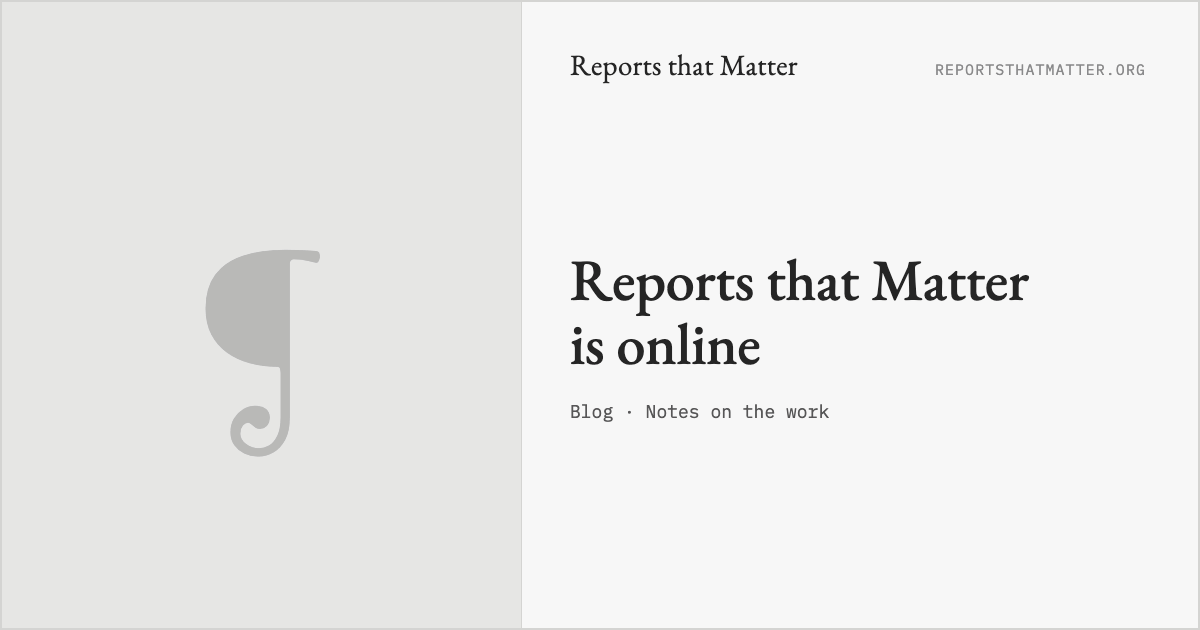 ¶
Reports that Matter
REPORTSTHATMATTER.ORG
Reports that Matter
is online
Blog · Notes on the work